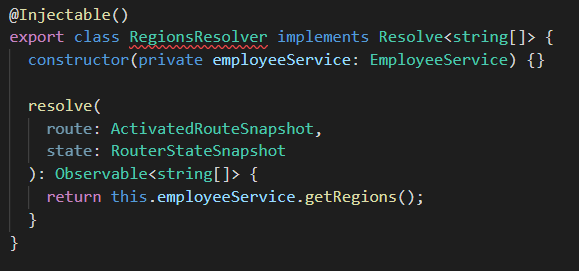 @Injectable()
export class RegionsResolver implements Resolve<string[]> {
  constructor(private employeeService: EmployeeService) {}

  resolve(
    route: ActivatedRouteSnapshot,
    state: RouterStateSnapshot
  ): Observable<string[]> {
    return this.employeeService.getRegions();
  }
}